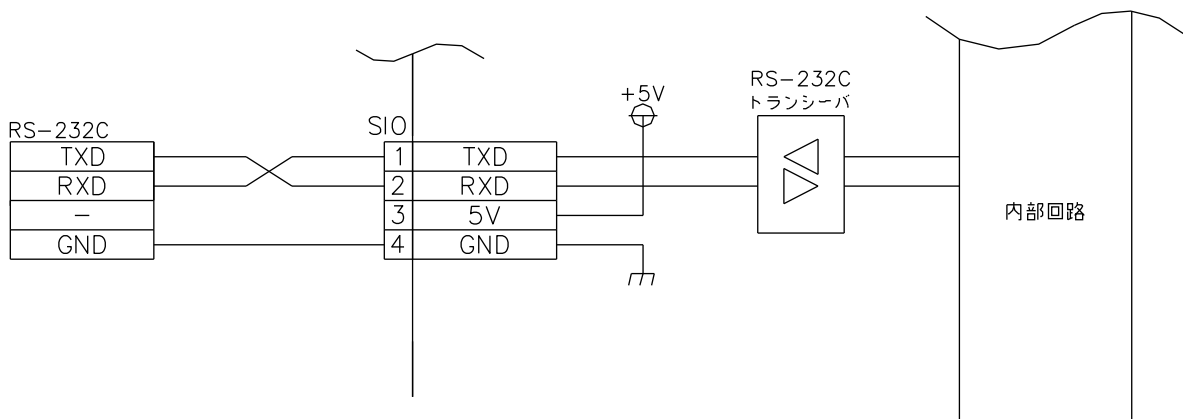 RS-232C
トランシーバ
+5V
RS-232C
SIO
TXD
1
TXD
RXD
2
RXD
-
3
5V
GND
4
GND
内部回路